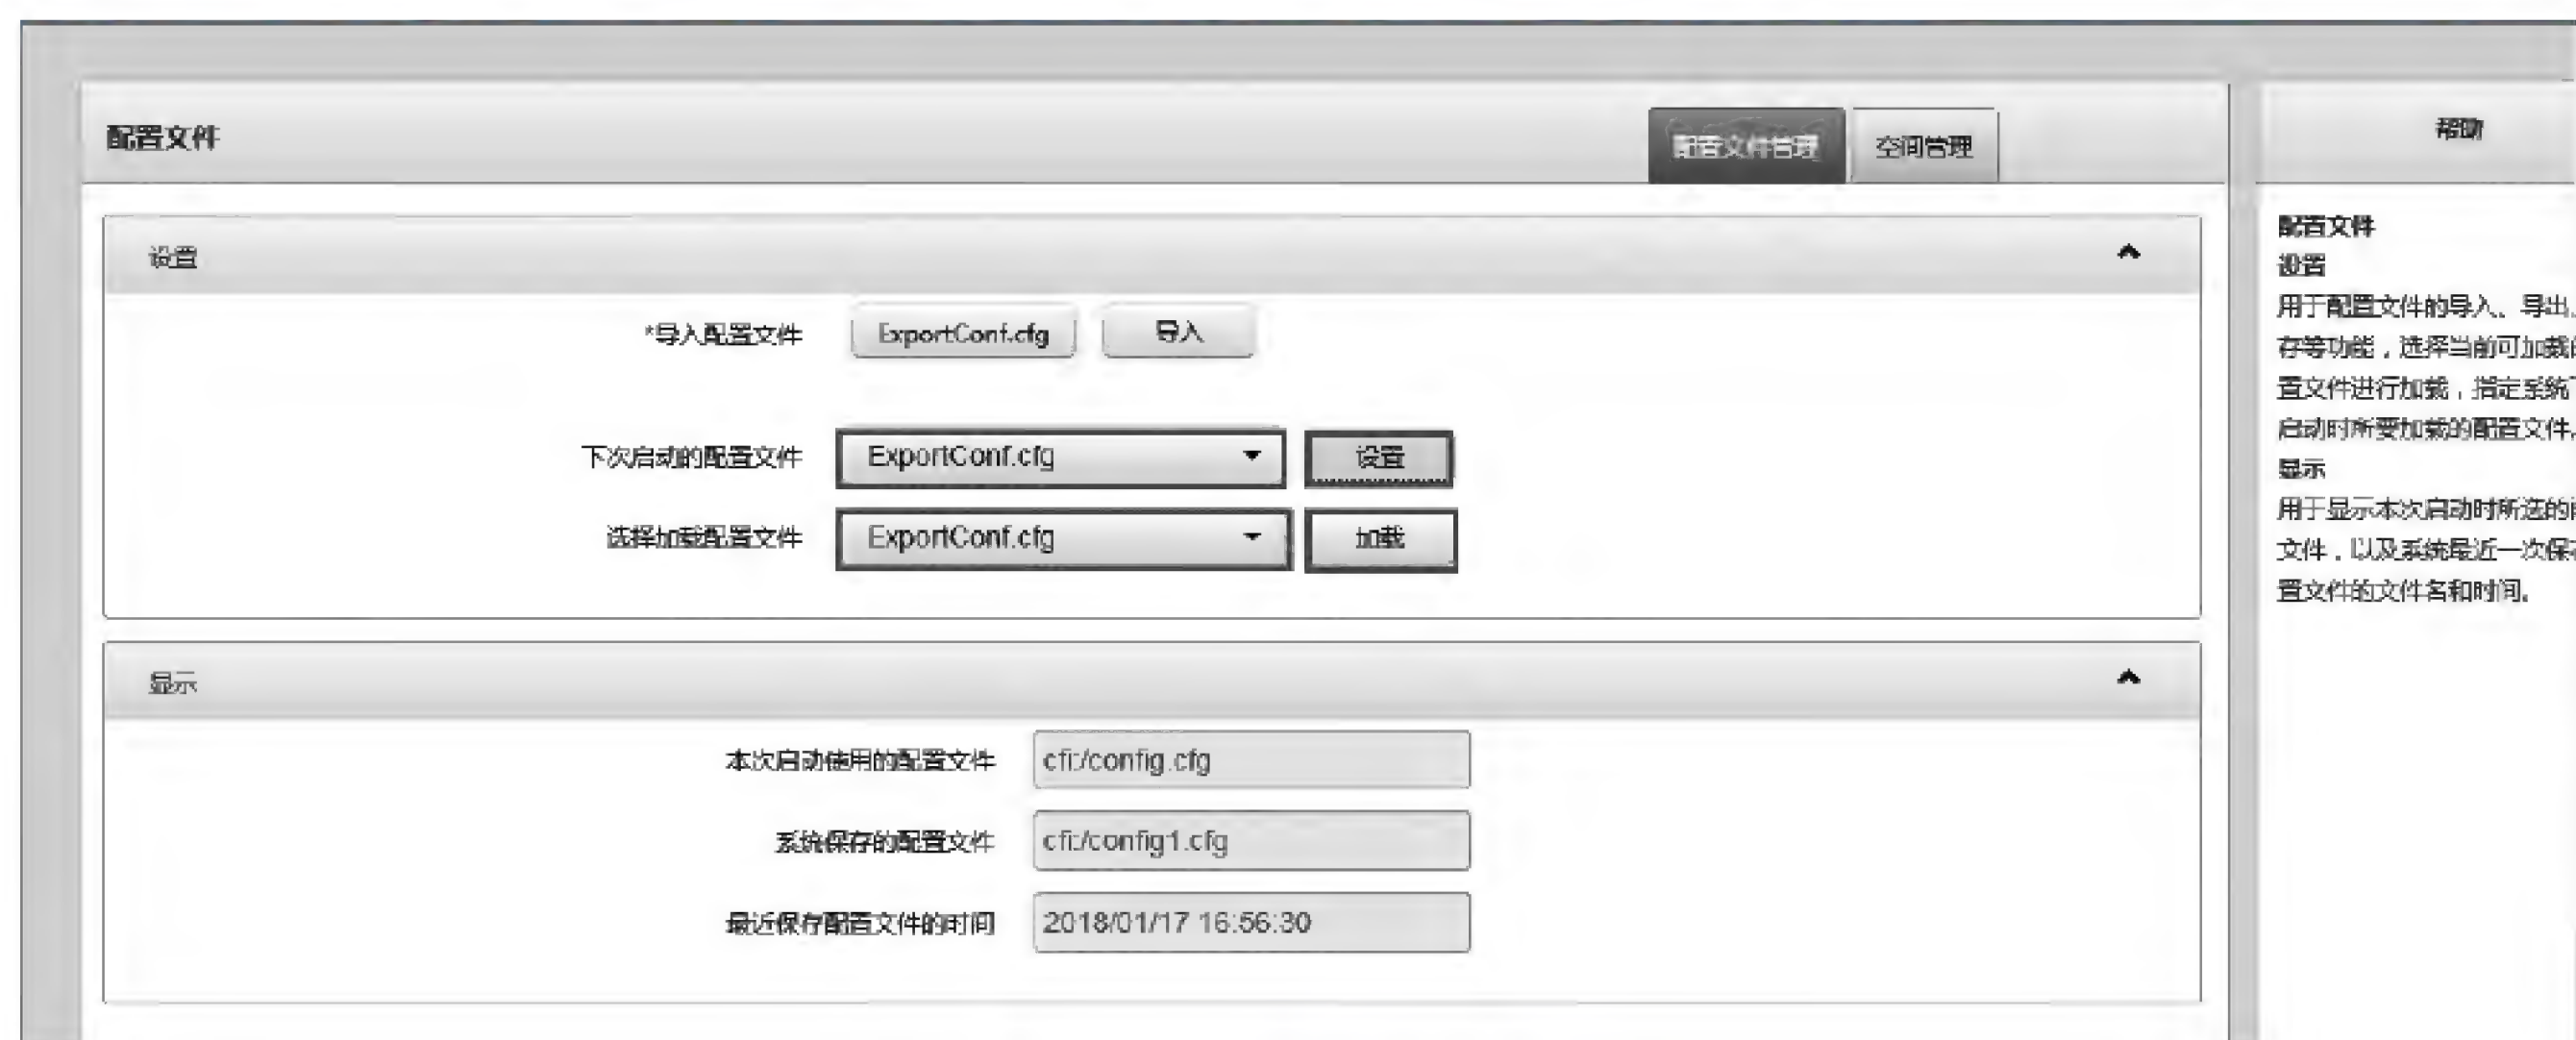 配置文件
配置文件管理
空间管理
帮助
设置
*导入配置文件 ExportConf.cfg 导入
下次启动的配置文件 ExportConf.cfg 设置
选择加载配置文件 ExportConf.cfg 加载
显示
本次启动使用的配置文件 cf:/config.cfg
系统保存的配置文件 cf:/config1.cfg
最近保存配置文件的时间 2018/01/17 16:56:30
配置文件
设置
用于配置文件的导入、导出、
存等功能，选择当前可加载的
置文件进行加载，指定系统下
启动时所要加载的配置文件。
显示
用于显示本次启动时所选的
文件，以及系统最近一次保存
置文件的文件名和时间。